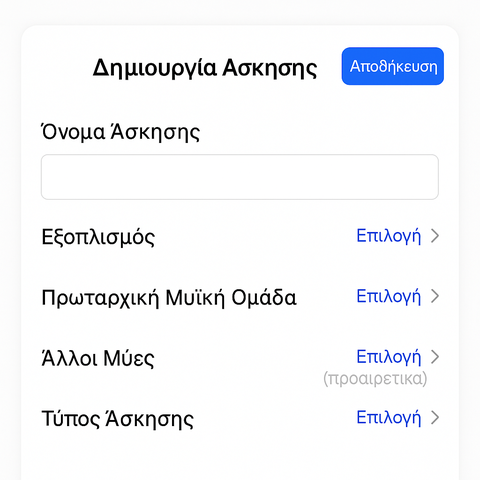 Δημιουργία Ασκησης Αποθήκευση
Όνομα Άσκησης
Εξοπλισμός Επιλογή
Πρωταρχική Μυϊκή Ομάδα Επιλογή
Άλλοι Μύες Επιλογή
(προαιρετικα)
Τύπος Άσκησης Επιλογή